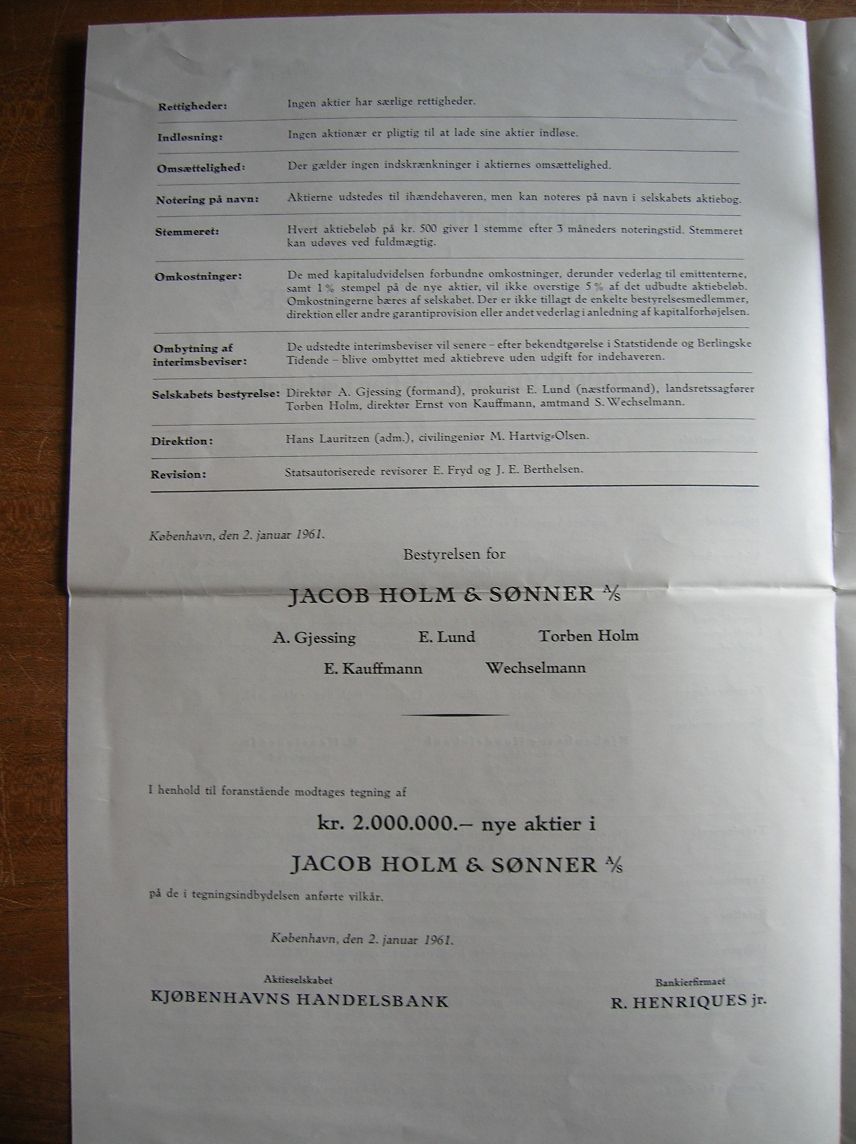 Rettigheder: Ingen aktier har særlige rettigheder.
Indløsning: Ingen aktionær er pligtig til at lade sine aktier indløse.
Omsættelighed: Der gælder ingen indskrænkninger i aktiernes omsættelighed.
Notering på navn: Aktierne udstedes til ihændehaveren, men kan noteres på navn i selskabets aktiebog.
Stemmeret: Hvert aktiebeløb på kr. 500 giver 1 stemme efter 3 måneders noteringstid. Stemmeret
kan udøves ved fuldmægtig.
Omkostninger: De med kapitaludvidelsen forbundne omkostninger, derunder vederlag til emittenterne,
samt 1 % stempel på de nye aktier, vil ikke overstige 5 % af det udbudte aktiebeløb.
Omkostningerne bæres af selskabet. Der er ikke tillagt de enkelte bestyrelsesmedlemmer,
direktion eller andre garantiprovision eller andet vederlag i anledning af kapitalforhøjelsen.
Ombytning af interimsbeviser: De udstedte interimsbeviser vil senere – efter bekendtgørelse i Statstidende og Berlingske
Tidende – blive ombyttet med aktiebreve uden udgift for indehaveren.
Selskabets bestyrelse: Direktør A. Gjessing (formand), prokurist E. Lund (næstformand), landsretssagfører
Torben Holm, direktør Ernst von Kauffmann, amtmand S. Wechselmann.
Direktion: Hans Lauritzen (adm.), civilingeniør M. Hartvig-Olsen.
Revision: Statsautoriserede revisorer E. Fryd og J. E. Berthelsen.
København, den 2. januar 1961.
Bestyrelsen for
JACOB HOLM & SØNNER A/S
A. Gjessing E. Lund Torben Holm
E. Kauffmann Wechselmann
I henhold til foranstående modtages tegning af
kr. 2.000.000.– nye aktier i
JACOB HOLM & SØNNER A/S
på de i tegningsindbydelsen anførte vilkår.
København, den 2. januar 1961.
Aktieselskabet Bankierfirmaet
KJØBENHAVNS HANDELSBANK R. HENRIQUES jr.